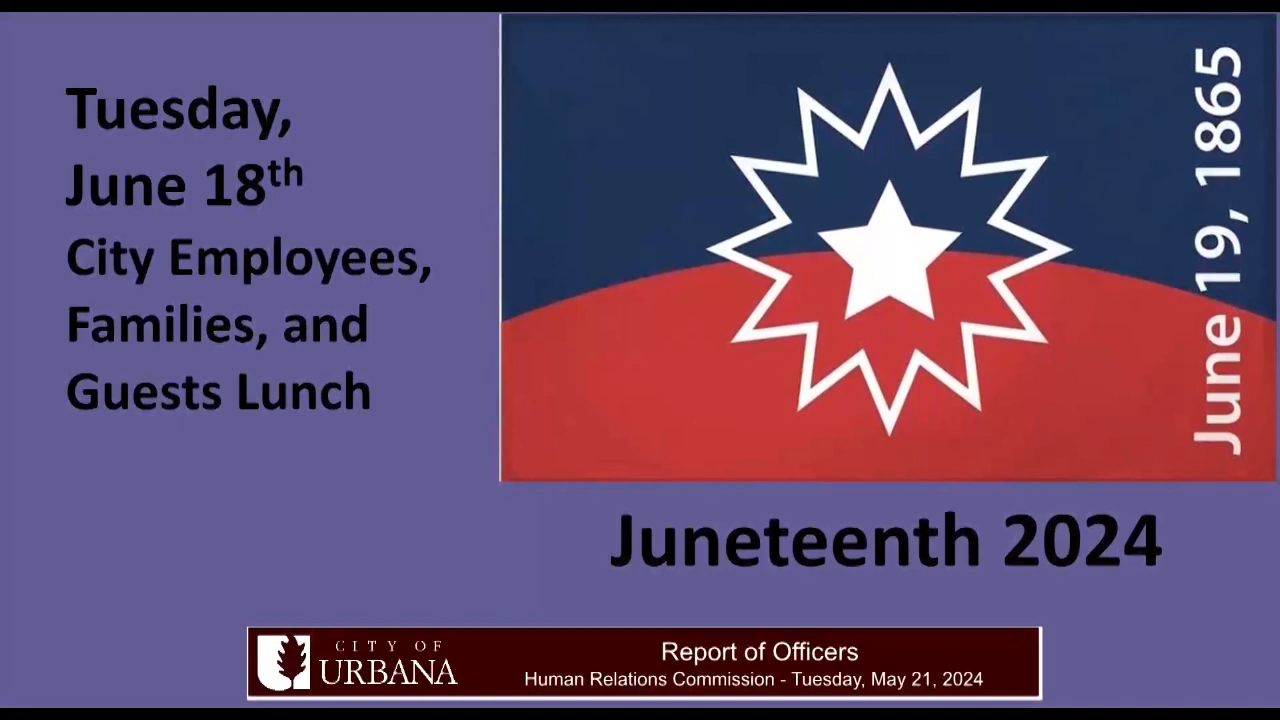 Tuesday,
June 18th
City Employees,
Families, and
Guests Lunch
June 19, 1865
Juneteenth 2024
CITY OF
URBANA
Report of Officers
Human Relations Commission - Tuesday, May 21, 2024